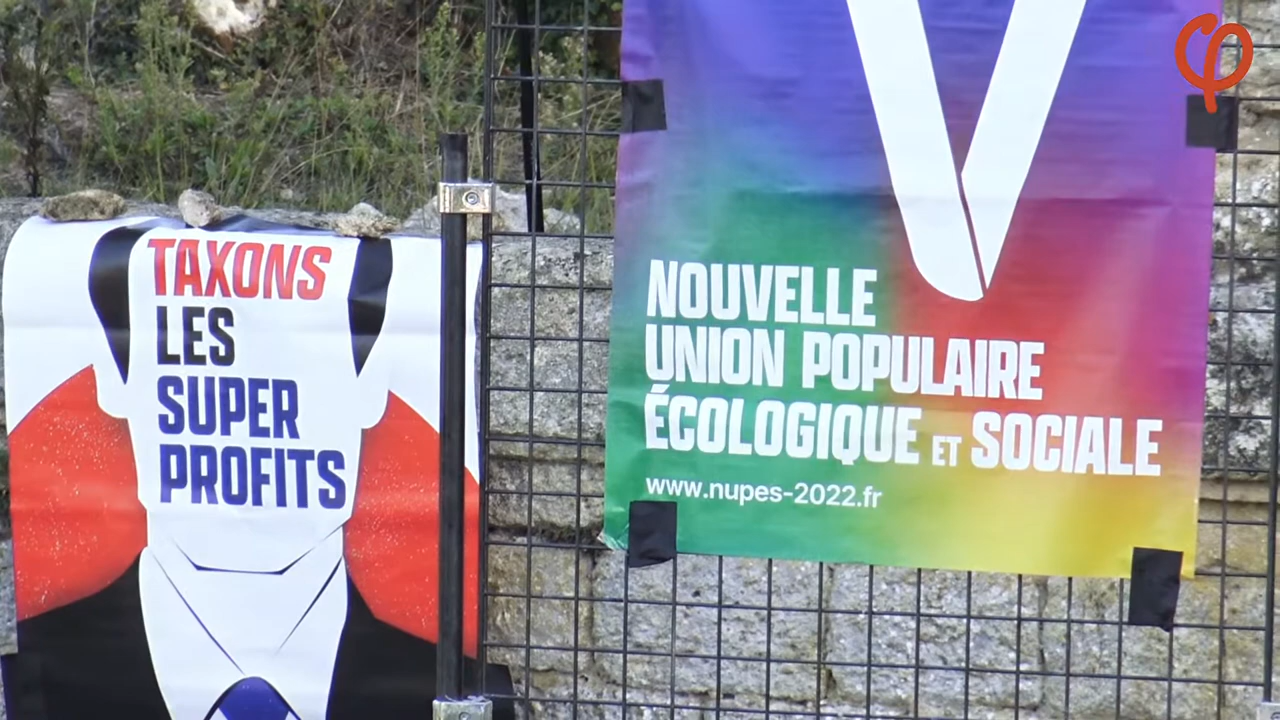 TAXONS
LES
SUPER
PROFITS
NOUVELLE
UNION POPULAIRE
ÉCOLOGIQUE ET SOCIALE
www.nupes-2022.fr